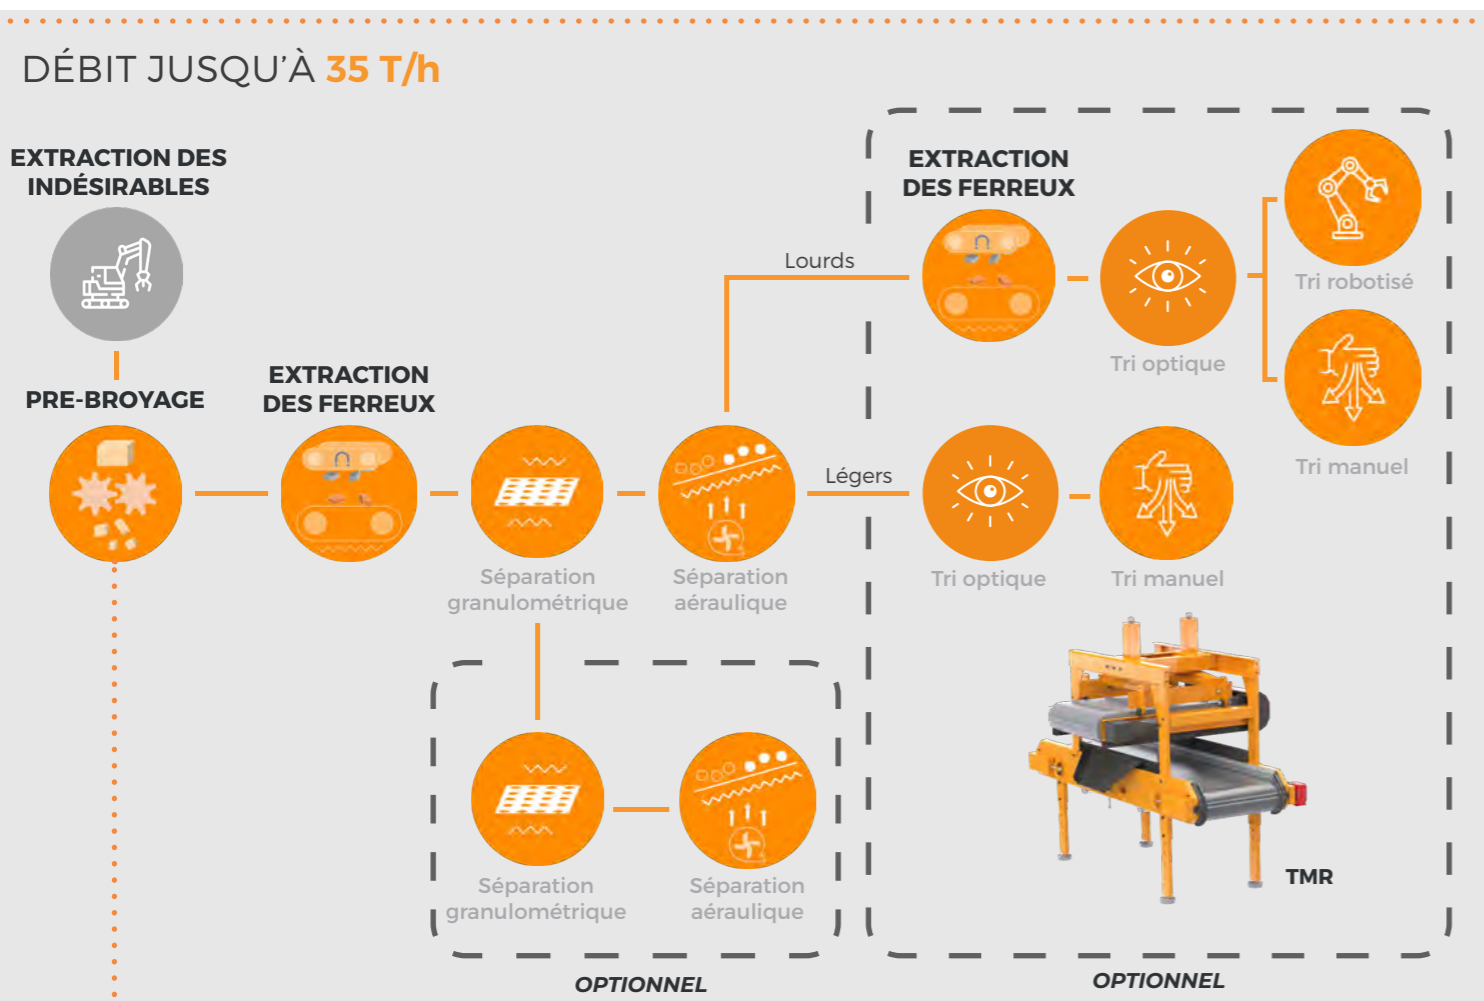 DÉBIT JUSQU'À 35 T/h
EXTRACTION DES
INDÉSIRABLES
PRE-BROYAGE
EXTRACTION
DES FERREUX
Séparation
granulométrique
Séparation
aéraulique
Lourds
Légers
EXTRACTION
DES FERREUX
Tri optique
Tri robotisé
Tri manuel
Tri optique
Tri manuel
Séparation
granulométrique
Séparation
aéraulique
OPTIONNEL
TMR
OPTIONNEL